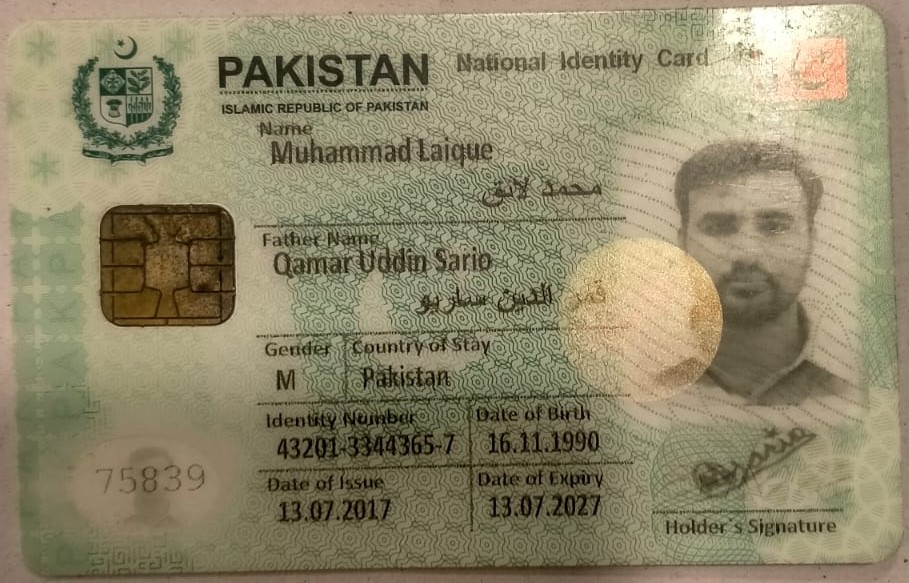 PAKISTAN National Identity Card
ISLAMIC REPUBLIC OF PAKISTAN
Name
Muhammad Laique
محمد لائق
Father Name
Qamar Uddin Sario
قمر الدین ساریو
Gender Country of Stay
M Pakistan
Identity Number Date of Birth
43201-3344365-7 16.11.1990
Date of Issue Date of Expiry
13.07.2017 13.07.2027
75839
Holder's Signature